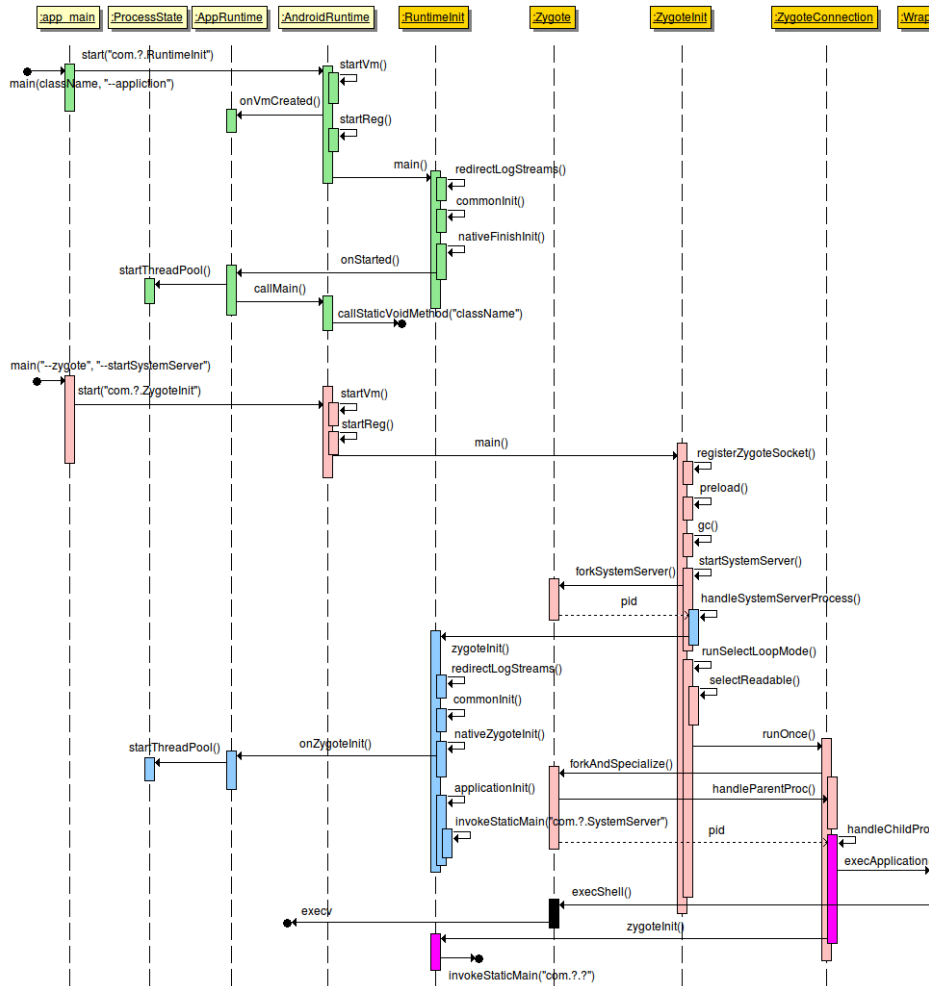 :app_main :ProcessState :AppRuntime :AndroidRuntime :RuntimeInit :Zygote :ZygoteInit :ZygoteConnection :Wrap
start("com.?.RuntimeInit")
startVm()
main(className, "--appliction")
onVmCreated()
startReg()
main()
redirectLogStreams()
commonInit()
nativeFinishInit()
onStarted()
startThreadPool()
callMain()
callStaticVoidMethod("className")
main("--zygote", "--startSystemServer")
start("com.?.ZygoteInit")
startVm()
startReg()
main()
registerZygoteSocket()
preload()
gc()
startSystemServer()
forkSystemServer()
pid
handleSystemServerProcess()
zygoteInit()
runSelectLoopMode()
redirectLogStreams()
selectReadable()
commonInit()
nativeZygoteInit()
runOnce()
onZygoteInit()
startThreadPool()
forkAndSpecialize()
applicationInit()
handleParentProc()
invokeStaticMain("com.?.SystemServer")
pid
handleChildPro
execApplication
execShell()
execv
zygoteInit()
invokeStaticMain("com.?.?")